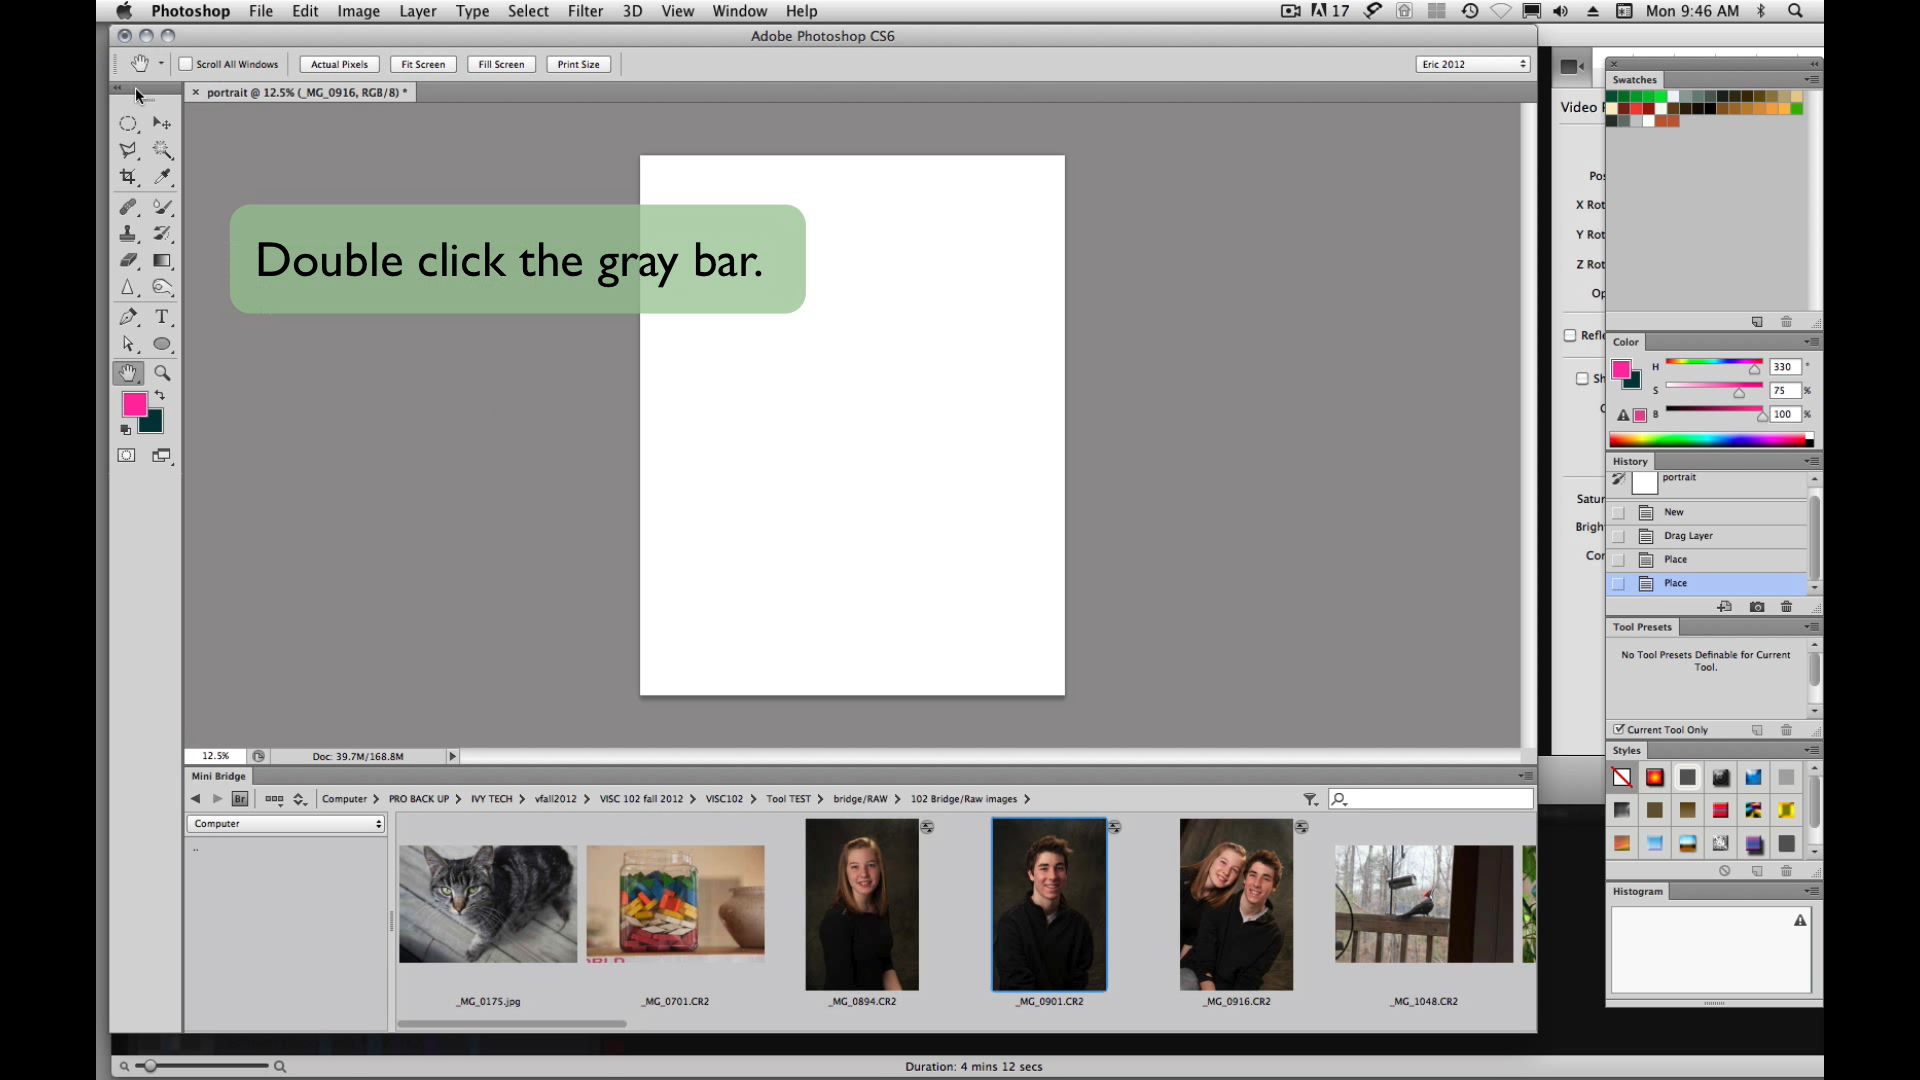 Photoshop File Edit Image Layer Type Select Filter 3D View Window Help 17 Mon 9:46 AM
Adobe Photoshop CS6
Scroll All Windows Actual Pixels Fit Screen Fill Screen Print Size Eric 2012
× portrait @ 12.5% (_MG_0916, RGB/8) *
Swatches
Video
X Rot
Y Rot
Z Rot
Double click the gray bar.
Color
H 330 °
S 75 %
B 100 %
History
portrait
New
Drag Layer
Place
Place
Satur
Brigh
Tool Presets
No Tool Presets Definable for Current
Tool.
Current Tool Only
Styles
Histogram
12.5% Doc: 39.7M/168.8M
Mini Bridge
Br Computer > PRO BACK UP > IVY TECH > vfall2012 > VISC 102 fall 2012 > VISC102 > Tool TEST > bridge/RAW > 102 Bridge/Raw images >
Computer
..
_MG_0175.jpg _MG_0701.CR2 _MG_0894.CR2 _MG_0901.CR2 _MG_0916.CR2 _MG_1048.CR2
Duration: 4 mins 12 secs